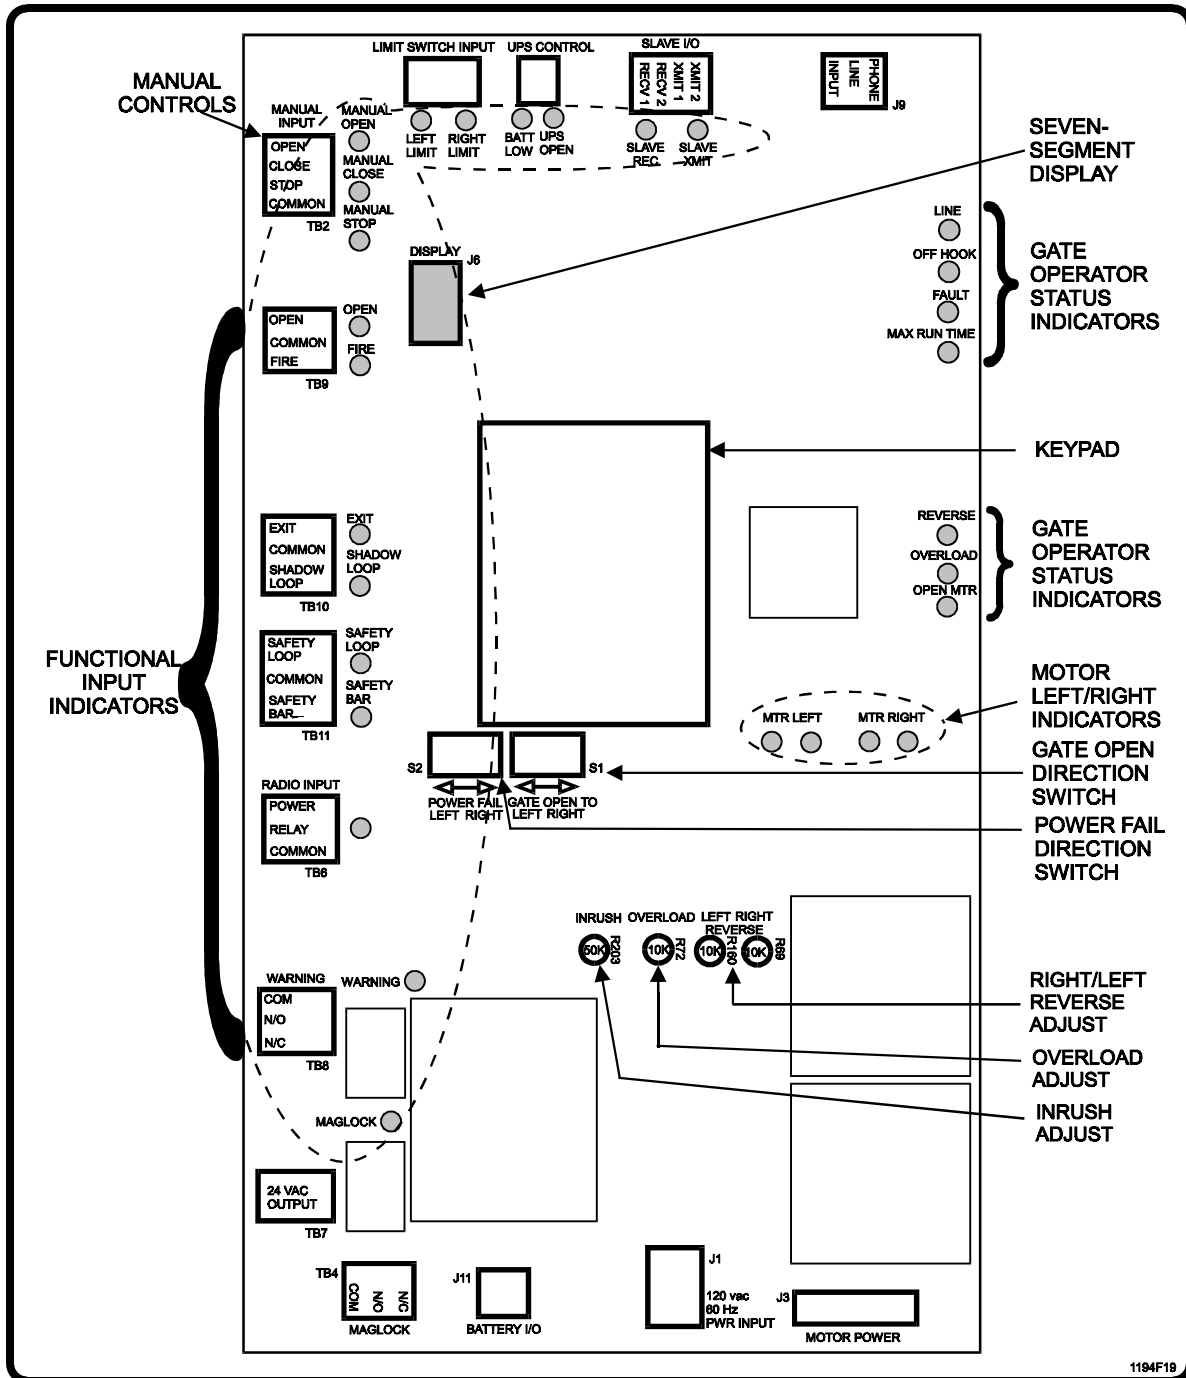 LIMIT SWITCH INPUT
UPS CONTROL
SLAVE I/O
RECV 1
RECV 2
XMIT 1
XMIT 2
PHONE
LINE
INPUT
J9
MANUAL
CONTROLS
MANUAL
INPUT
OPEN
CLOSE
STOP
COMMON
TB2
MANUAL
OPEN
MANUAL
CLOSE
MANUAL
STOP
LEFT
LIMIT
RIGHT
LIMIT
BATT
LOW
UPS
OPEN
SLAVE
REC.
SLAVE
XMIT
SEVEN-
SEGMENT
DISPLAY
DISPLAY
J6
LINE
OFF HOOK
FAULT
MAX RUN TIME
GATE
OPERATOR
STATUS
INDICATORS
OPEN
COMMON
FIRE
TB9
OPEN
FIRE
KEYPAD
EXIT
COMMON
SHADOW
LOOP
TB10
EXIT
SHADOW
LOOP
REVERSE
OVERLOAD
OPEN MTR
GATE
OPERATOR
STATUS
INDICATORS
FUNCTIONAL
INPUT
INDICATORS
SAFETY
LOOP
COMMON
SAFETY
BAR
TB11
SAFETY
LOOP
SAFETY
BAR
MOTOR
LEFT/RIGHT
INDICATORS
MTR LEFT
MTR RIGHT
S2
S1
POWER FAIL
LEFT RIGHT
GATE OPEN TO
LEFT RIGHT
GATE OPEN
DIRECTION
SWITCH
POWER FAIL
DIRECTION
SWITCH
RADIO INPUT
POWER
RELAY
COMMON
TB6
INRUSH
OVERLOAD
LEFT RIGHT
REVERSE
50K
R203
10K
R72
10K
R160
10K
R69
WARNING
COM
N/O
N/C
TB8
WARNING
RIGHT/LEFT
REVERSE
ADJUST
OVERLOAD
ADJUST
INRUSH
ADJUST
MAGLOCK
24 VAC
OUTPUT
TB7
TB4
COM
N/O
N/C
MAGLOCK
J11
BATTERY I/O
J1
120 vac
60 Hz
PWR INPUT
J3
MOTOR POWER
1194F19